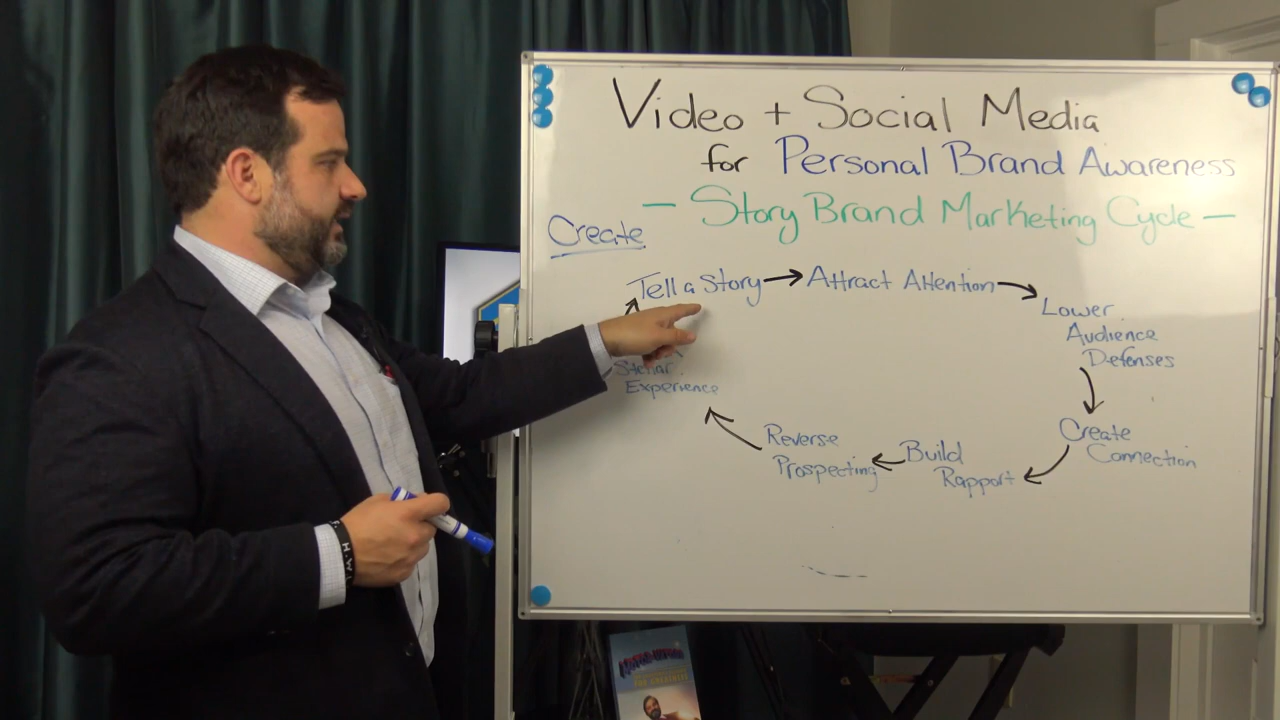 Video + Social Media
for Personal Brand Awareness
- Story Brand Marketing Cycle -
Create
Tell a Story → Attract Attention
Lower
Audience
Defenses
Create
Connection
Build
Rapport
Reverse
Prospecting
Stellar
Experience
H.W.